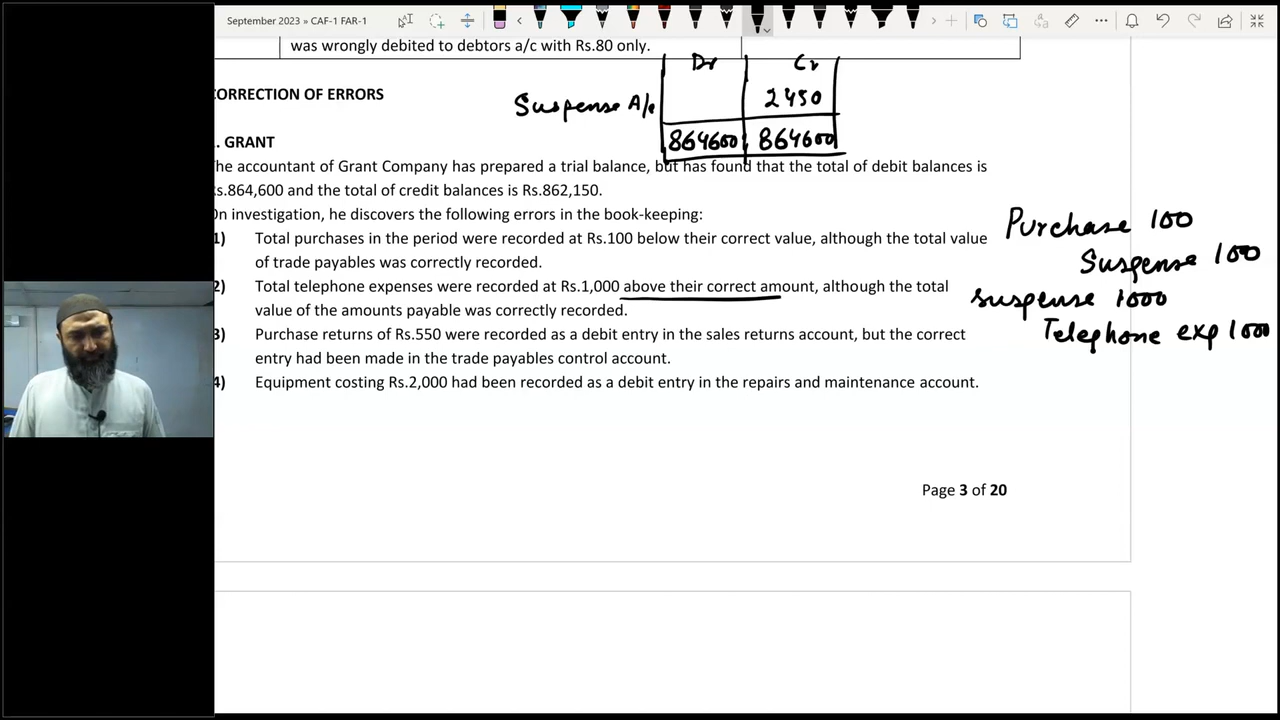 September 2023 » CAF-1 FAR-1
was wrongly debited to debtors a/c with Rs.80 only.
Dr Cr
Suspense A/c 2450
864600 864600
ORRECTION OF ERRORS
. GRANT
he accountant of Grant Company has prepared a trial balance, but has found that the total of debit balances is
s.864,600 and the total of credit balances is Rs.862,150.
n investigation, he discovers the following errors in the book-keeping:
1) Total purchases in the period were recorded at Rs.100 below their correct value, although the total value
of trade payables was correctly recorded.
2) Total telephone expenses were recorded at Rs.1,000 above their correct amount, although the total
value of the amounts payable was correctly recorded.
3) Purchase returns of Rs.550 were recorded as a debit entry in the sales returns account, but the correct
entry had been made in the trade payables control account.
4) Equipment costing Rs.2,000 had been recorded as a debit entry in the repairs and maintenance account.
Purchase 100
Suspense 100
Suspense 1000
Telephone exp 1000
Page 3 of 20